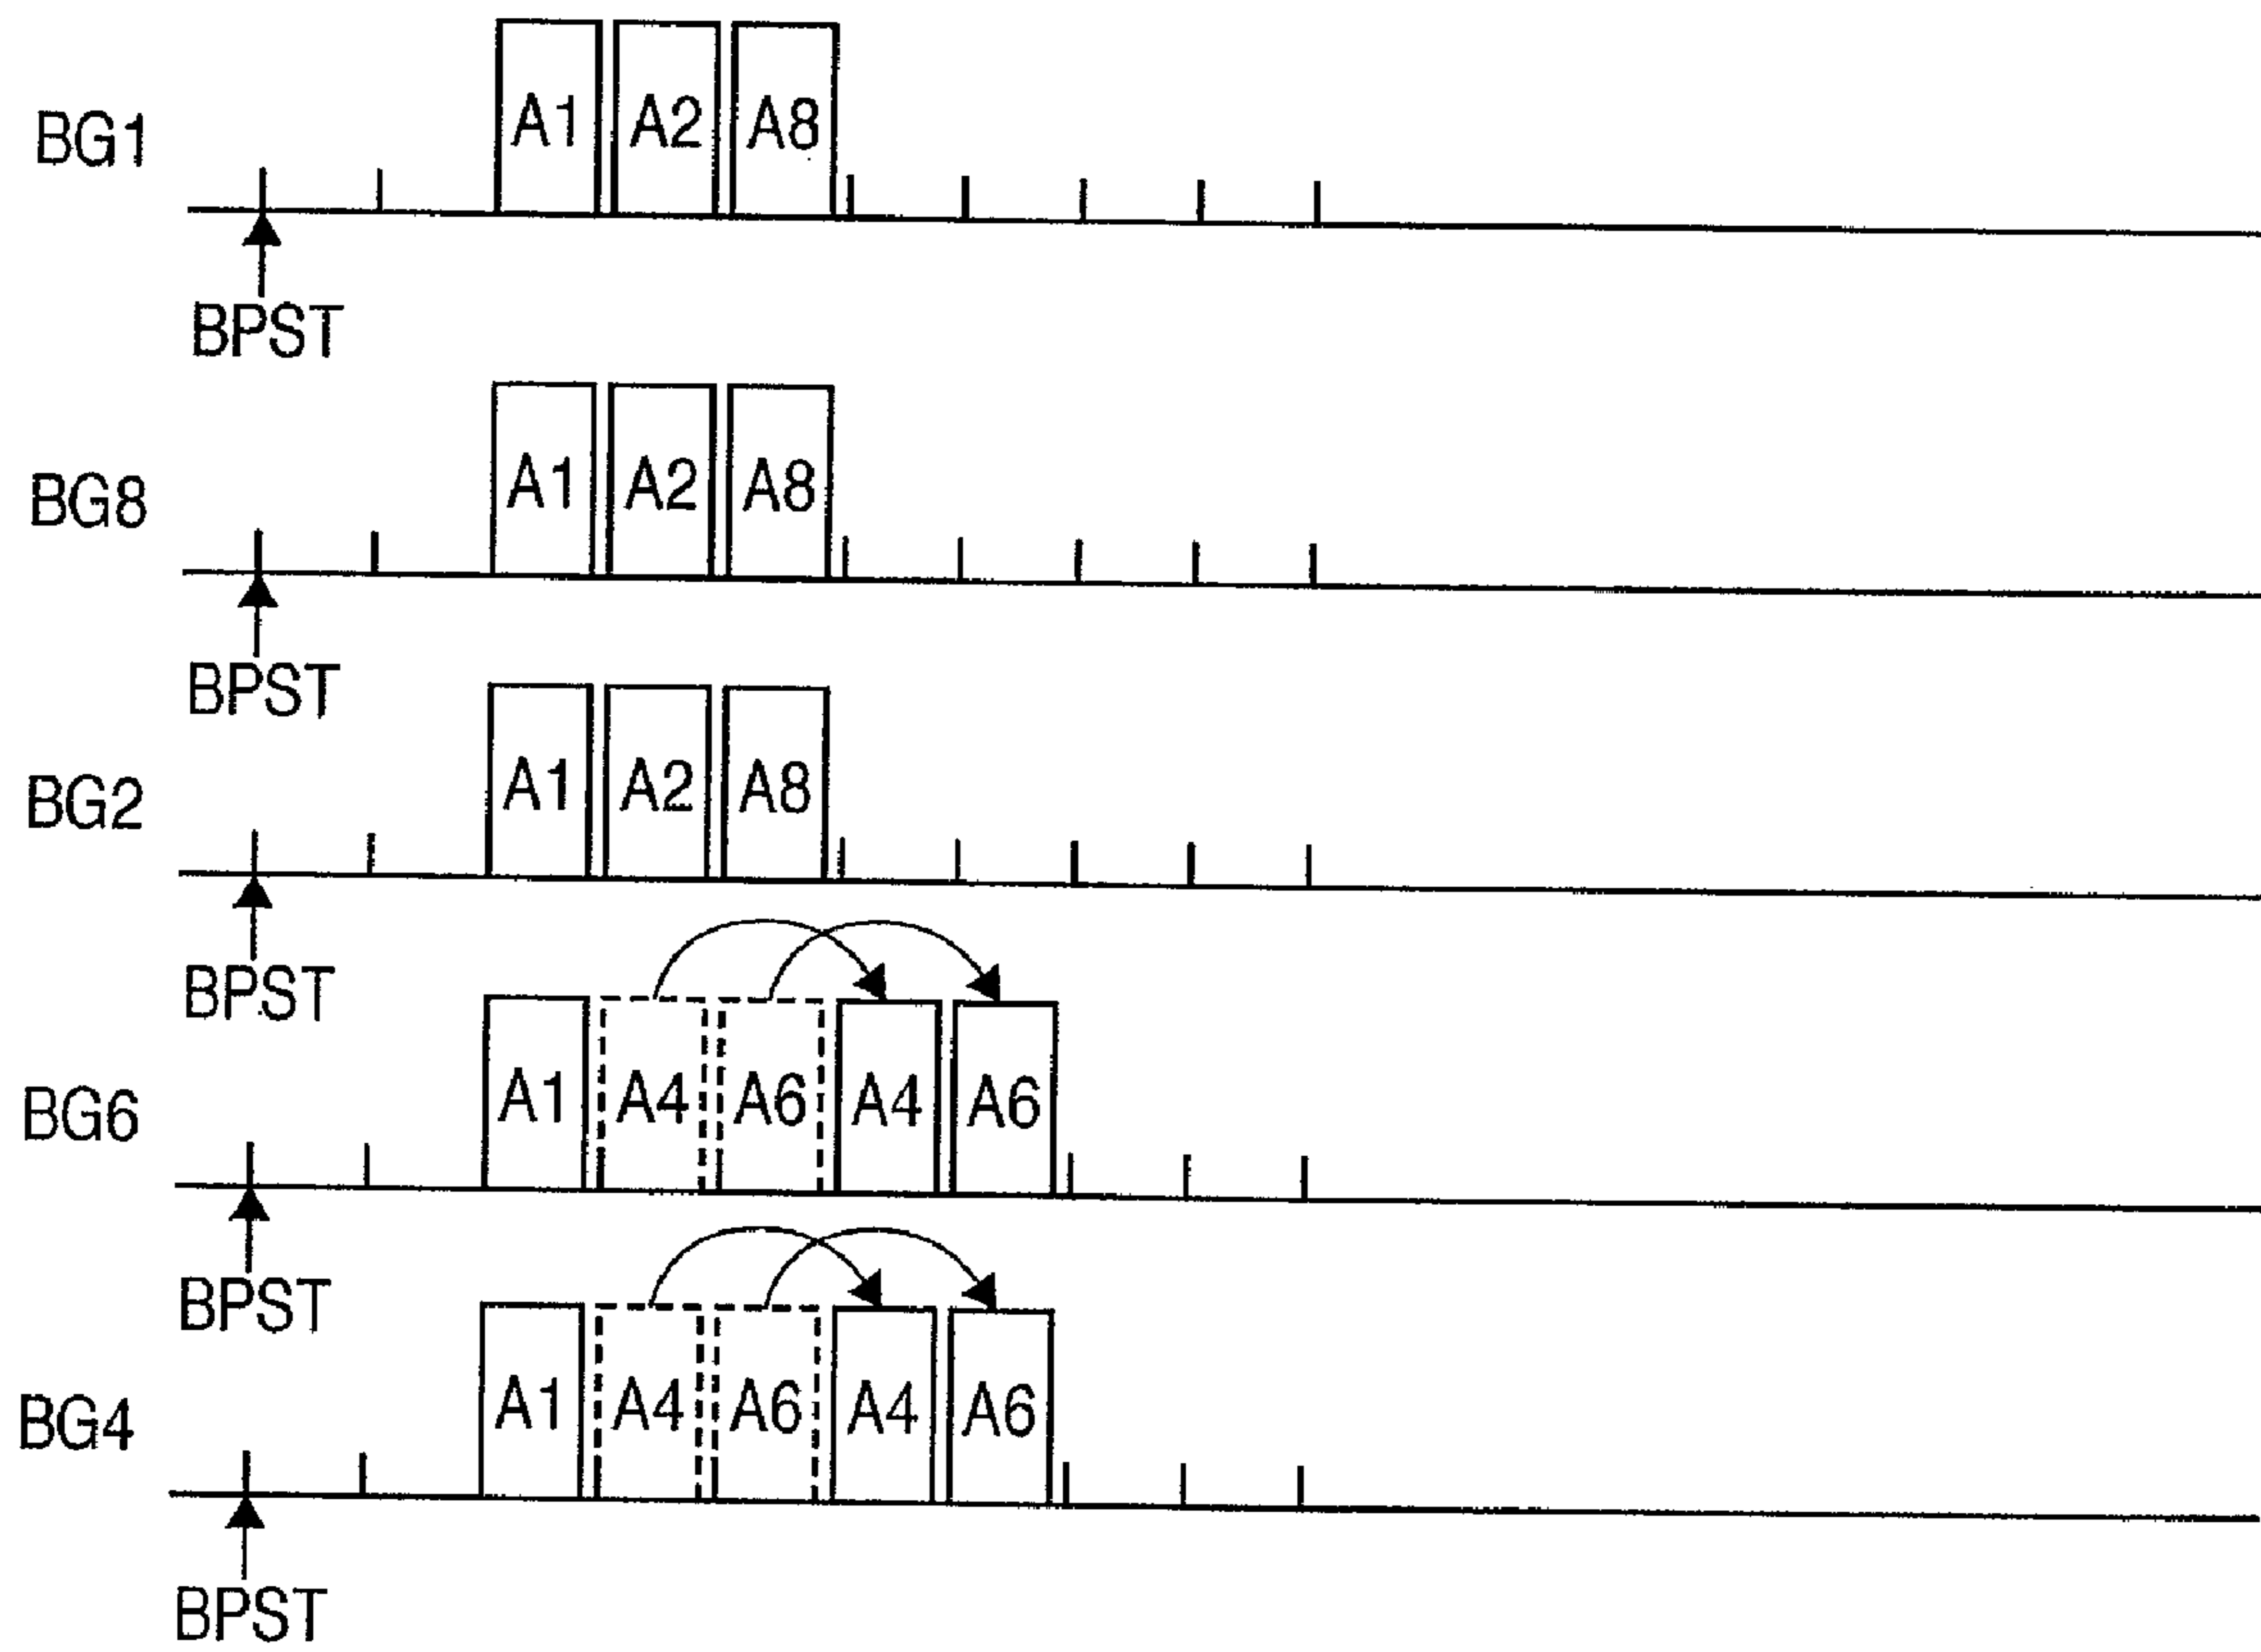 BG1 A1 A2 A8
BPST
BG8 A1 A2 A8
BPST
BG2 A1 A2 A8
BPST
BG6 A1 A4 A6 A4 A6
BPST
BG4 A1 A4 A6 A4 A6
BPST